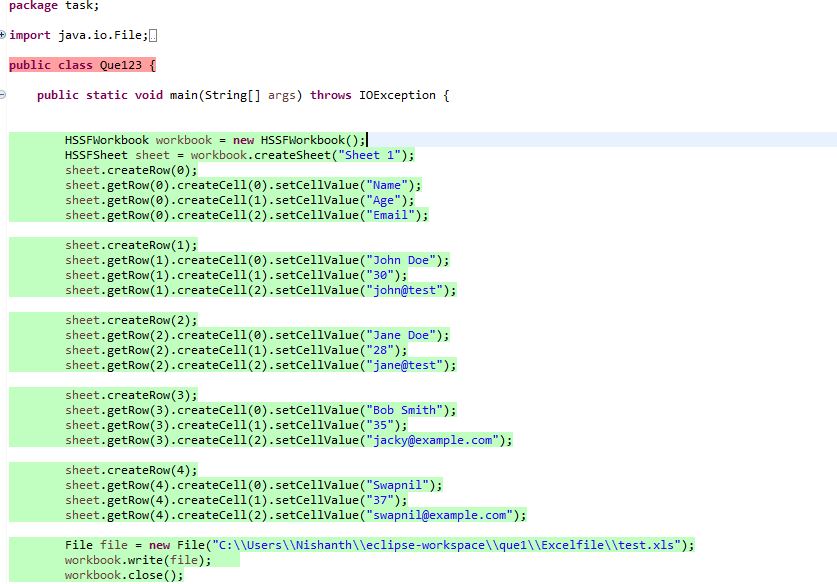 package task;
import java.io.File;
public class Que123 {
public static void main(String[] args) throws IOException {
HSSFWorkbook workbook = new HSSFWorkbook();
HSSFSheet sheet = workbook.createSheet("Sheet 1");
sheet.createRow(0);
sheet.getRow(0).createCell(0).setCellValue("Name");
sheet.getRow(0).createCell(1).setCellValue("Age");
sheet.getRow(0).createCell(2).setCellValue("Email");
sheet.createRow(1);
sheet.getRow(1).createCell(0).setCellValue("John Doe");
sheet.getRow(1).createCell(1).setCellValue("30");
sheet.getRow(1).createCell(2).setCellValue("john@test");
sheet.createRow(2);
sheet.getRow(2).createCell(0).setCellValue("Jane Doe");
sheet.getRow(2).createCell(1).setCellValue("28");
sheet.getRow(2).createCell(2).setCellValue("jane@test");
sheet.createRow(3);
sheet.getRow(3).createCell(0).setCellValue("Bob Smith");
sheet.getRow(3).createCell(1).setCellValue("35");
sheet.getRow(3).createCell(2).setCellValue("jacky@example.com");
sheet.createRow(4);
sheet.getRow(4).createCell(0).setCellValue("Swapnil");
sheet.getRow(4).createCell(1).setCellValue("37");
sheet.getRow(4).createCell(2).setCellValue("swapnil@example.com");
File file = new File("C:\\Users\\Nishanth\\eclipse-workspace\\que1\\Excelfile\\test.xls");
workbook.write(file);
workbook.close();